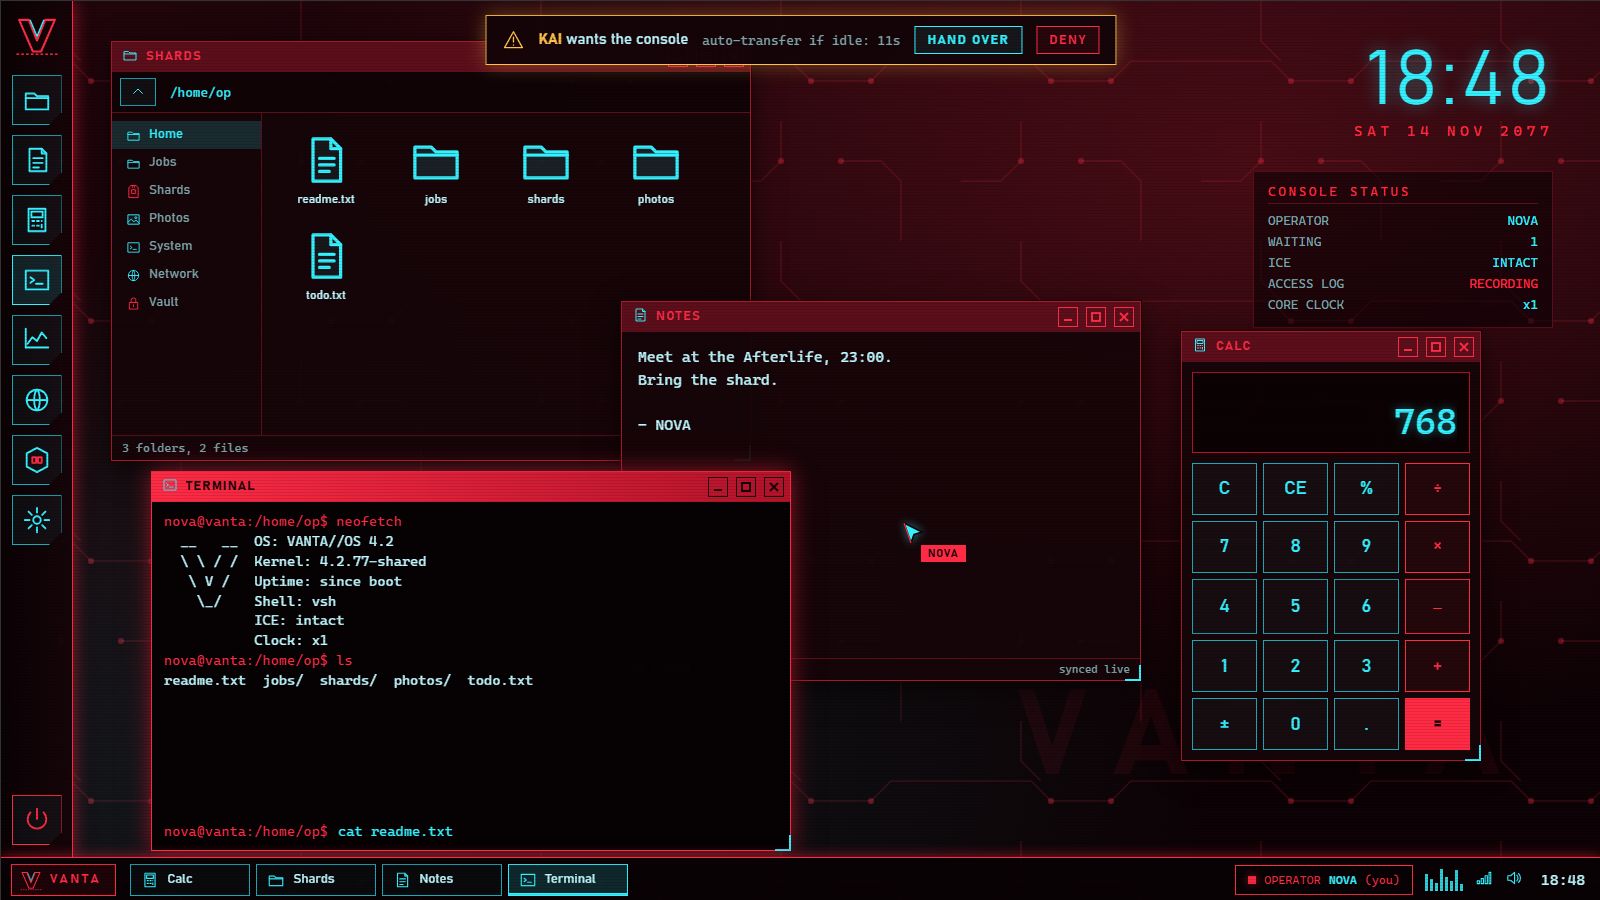 KAI wants the console auto-transfer if idle: 11s HAND OVER DENY
SHARDS
/home/op
Home
Jobs
Shards
Photos
System
Network
Vault
readme.txt
jobs
shards
photos
todo.txt
3 folders, 2 files
18:48
SAT 14 NOV 2077
CONSOLE STATUS
OPERATOR NOVA
WAITING 1
ICE INTACT
ACCESS LOG RECORDING
CORE CLOCK x1
NOTES
Meet at the Afterlife, 23:00.
Bring the shard.
— NOVA
synced live
NOVA
CALC
768
C CE % ÷
7 8 9 ×
4 5 6 −
1 2 3 +
± 0 . =
TERMINAL
nova@vanta:/home/op$ neofetch
__   __  OS: VANTA//OS 4.2
\ \ / /  Kernel: 4.2.77-shared
\ V /   Uptime: since boot
\_/    Shell: vsh
ICE: intact
Clock: x1
nova@vanta:/home/op$ ls
readme.txt  jobs/  shards/  photos/  todo.txt
nova@vanta:/home/op$ cat readme.txt
VANTA
VANTA
Calc
Shards
Notes
Terminal
OPERATOR NOVA (you)
18:48